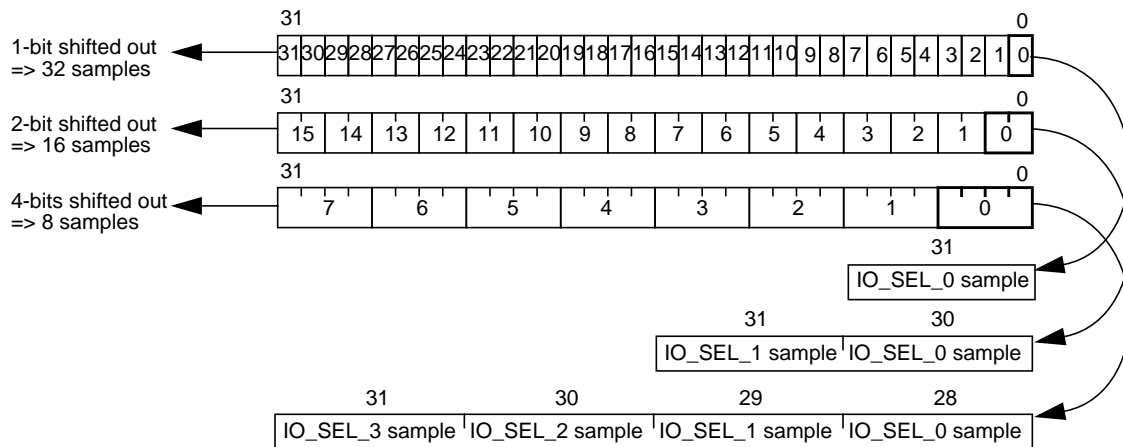 31 0
1-bit shifted out
=> 32 samples
31 30 29 28 27 26 25 24 23 22 21 20 19 18 17 16 15 14 13 12 11 10 9 8 7 6 5 4 3 2 1 0
31 0
2-bit shifted out
=> 16 samples
15 14 13 12 11 10 9 8 7 6 5 4 3 2 1 0
31 0
4-bits shifted out
=> 8 samples
7 6 5 4 3 2 1 0
31
IO_SEL_0 sample
31 30
IO_SEL_1 sample IO_SEL_0 sample
31 30 29 28
IO_SEL_3 sample IO_SEL_2 sample IO_SEL_1 sample IO_SEL_0 sample